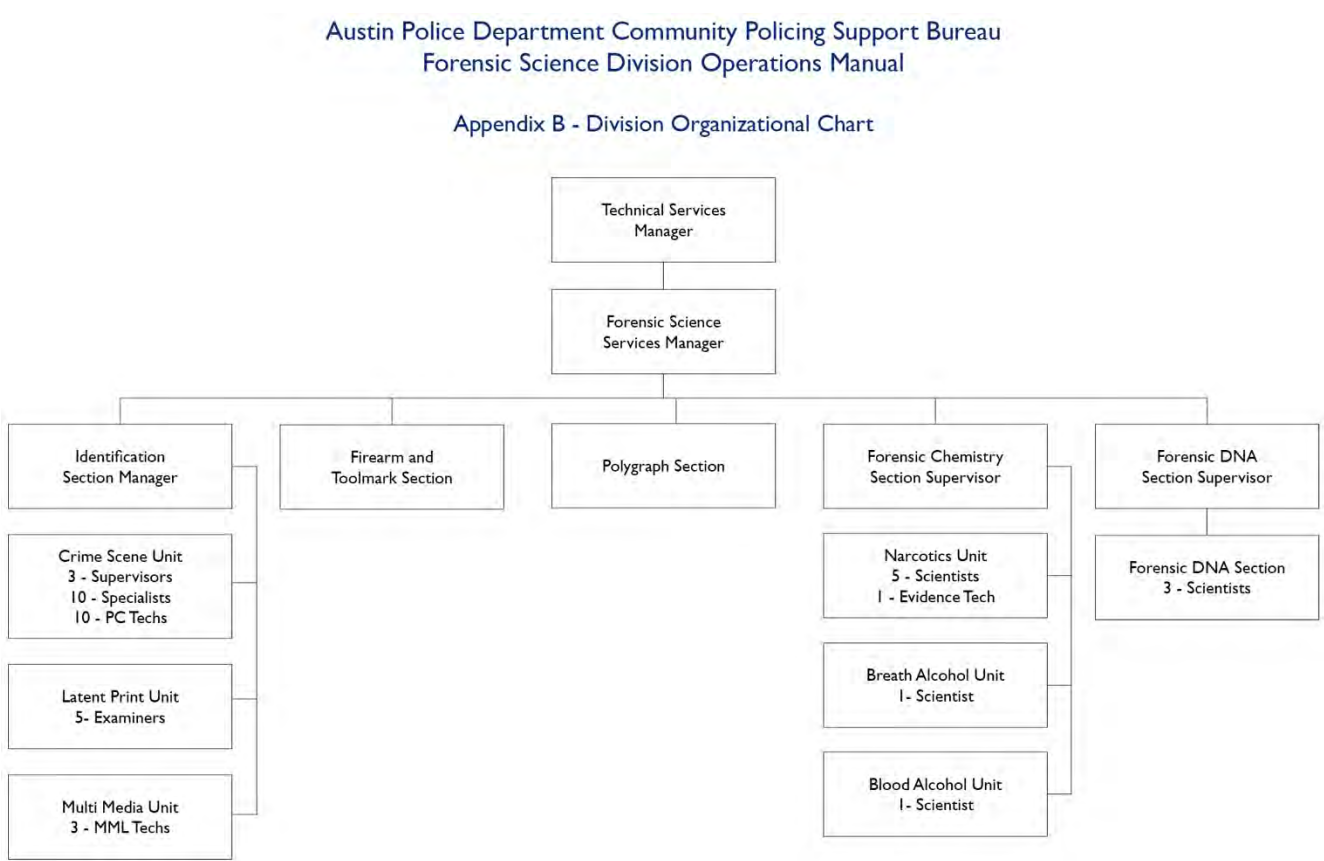 Austin Police Department Community Policing Support Bureau
Forensic Science Division Operations Manual
Appendix B - Division Organizational Chart
Technical Services
Manager
Forensic Science
Services Manager
Identification
Section Manager
Firearm and
Toolmark Section
Polygraph Section
Forensic Chemistry
Section Supervisor
Forensic DNA
Section Supervisor
Crime Scene Unit
3 - Supervisors
10 - Specialists
10 - PC Techs
Narcotics Unit
5 - Scientists
1 - Evidence Tech
Forensic DNA Section
3 - Scientists
Latent Print Unit
5- Examiners
Breath Alcohol Unit
1- Scientist
Multi Media Unit
3 - MML Techs
Blood Alcohol Unit
1- Scientist